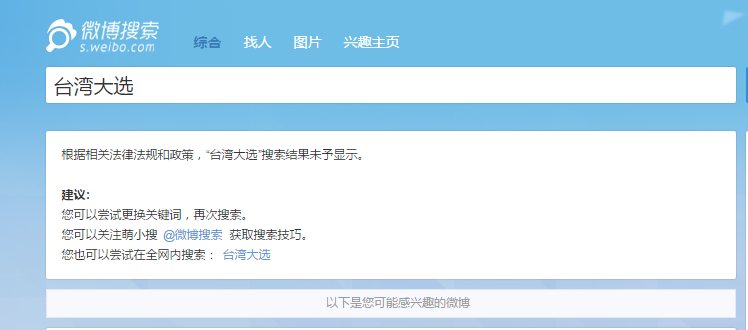 微博搜索
s.weibo.com
综合 找人 图片 兴趣主页
台湾大选
根据相关法律法规和政策，“台湾大选”搜索结果未予显示。
建议：
您可以尝试更换关键词，再次搜索。
您可以关注萌小搜 @微博搜索 获取搜索技巧。
您也可以尝试在全网内搜索： 台湾大选
以下是您可能感兴趣的微博